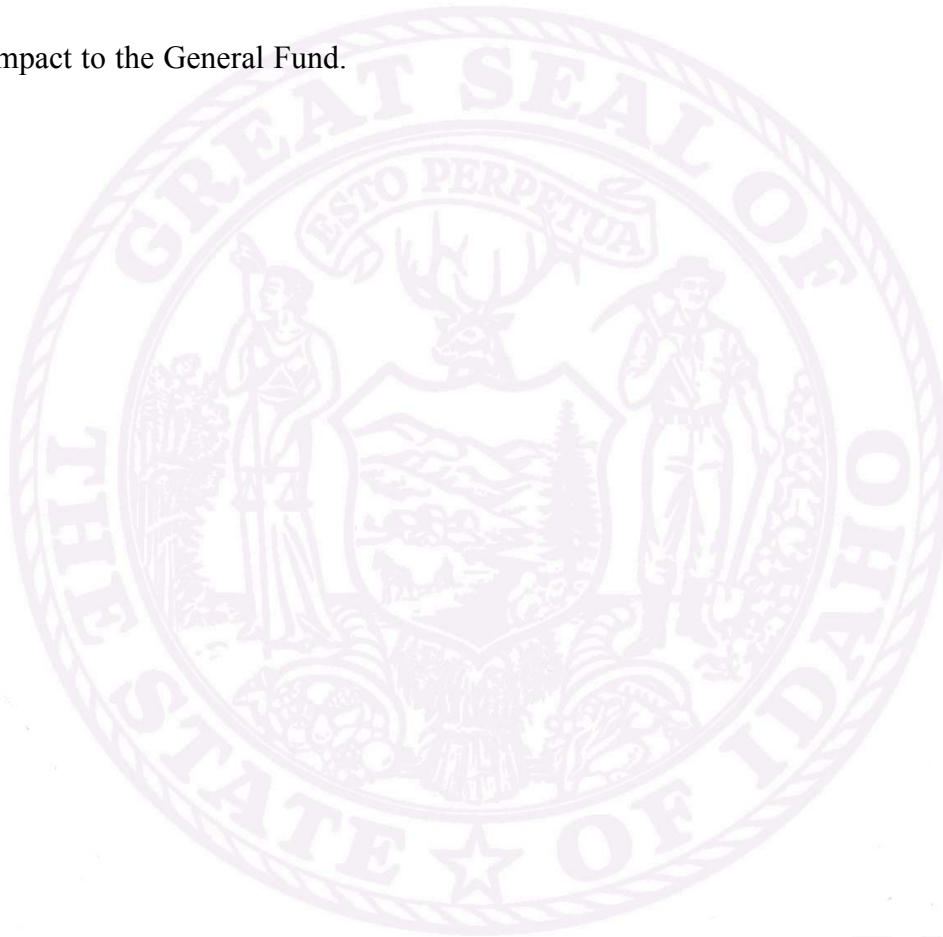 mpact to the General Fund.
GREAT SEAL OF
THE STATE OF IDAHO
ESTO PERPETUA